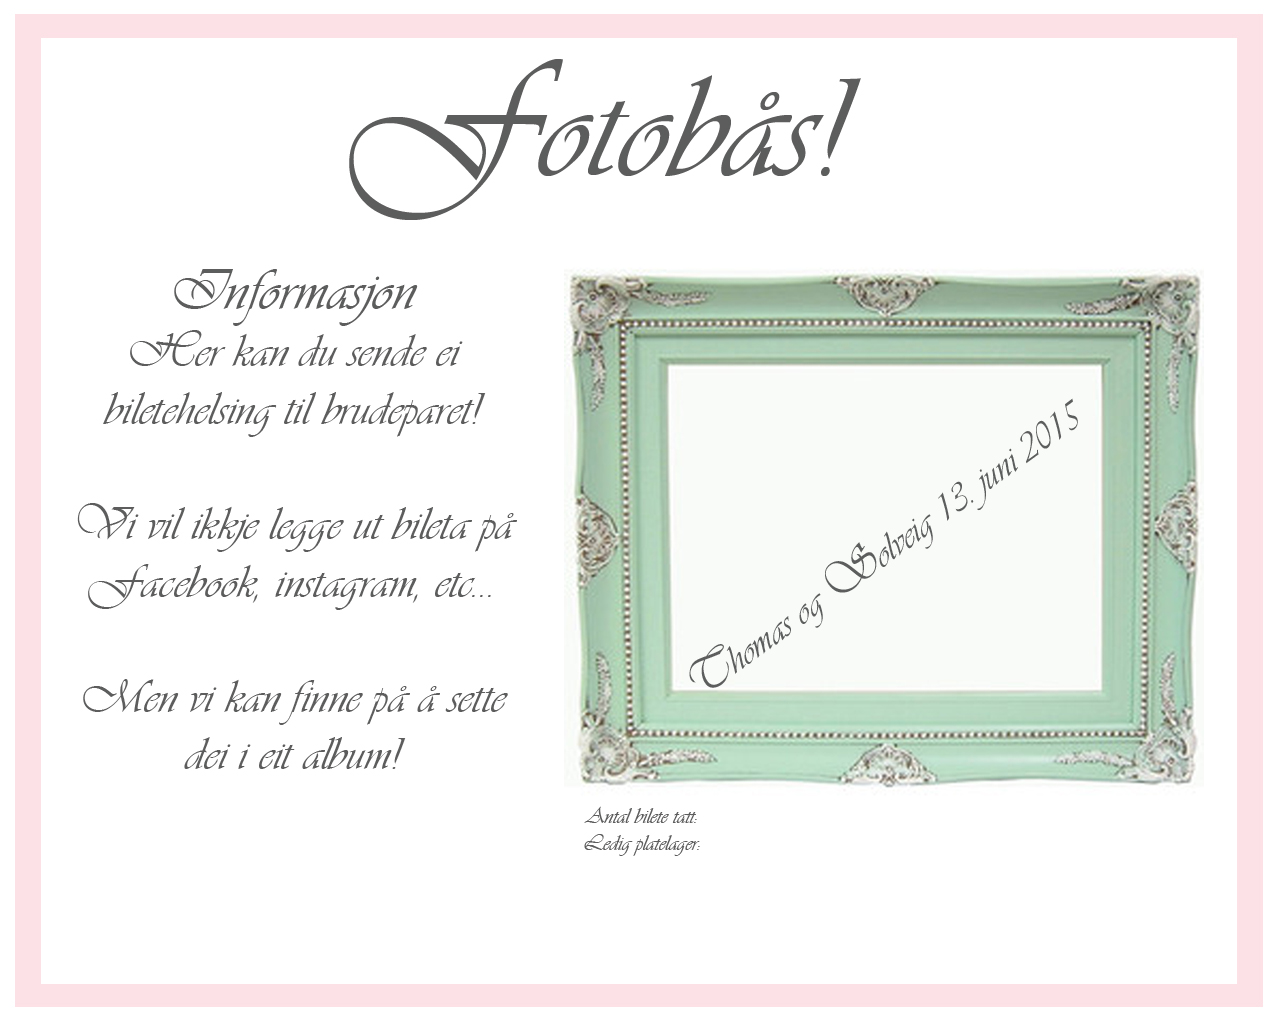 Fotobås!
Informasjon
Her kan du sende ei
biletehelsing til brudeparet!
Vi vil ikkje legge ut bileta på
Facebook, instagram, etc...
Men vi kan finne på å sette
dei i eit album!
Thomas og Solveig 13. juni 2015
Antal bilete tatt:
Ledig platelager: